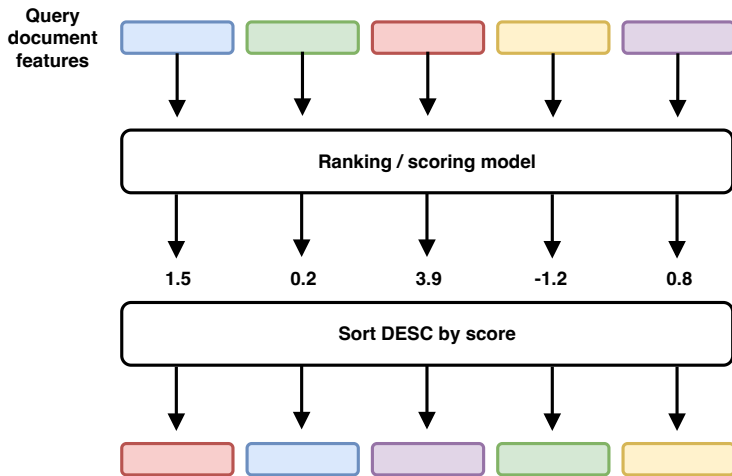 Query
document
features
Ranking / scoring model
1.5 0.2 3.9 -1.2 0.8
Sort DESC by score